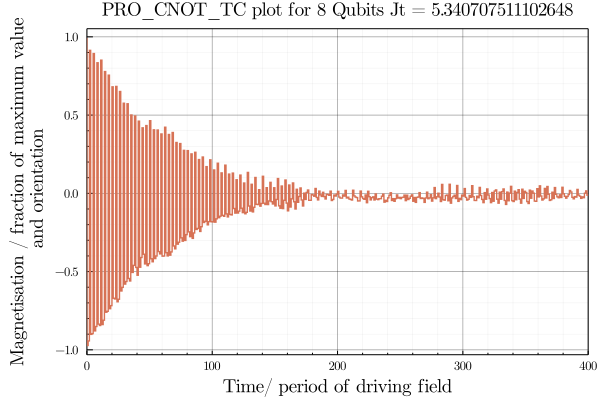 PRO_CNOT_TC plot for 8 Qubits Jt = 5.340707511102648
Magnetisation / fraction of maximum value
and orientation
1.0
0.5
0.0
−0.5
−1.0
0
100
200
300
400
Time/ period of driving field